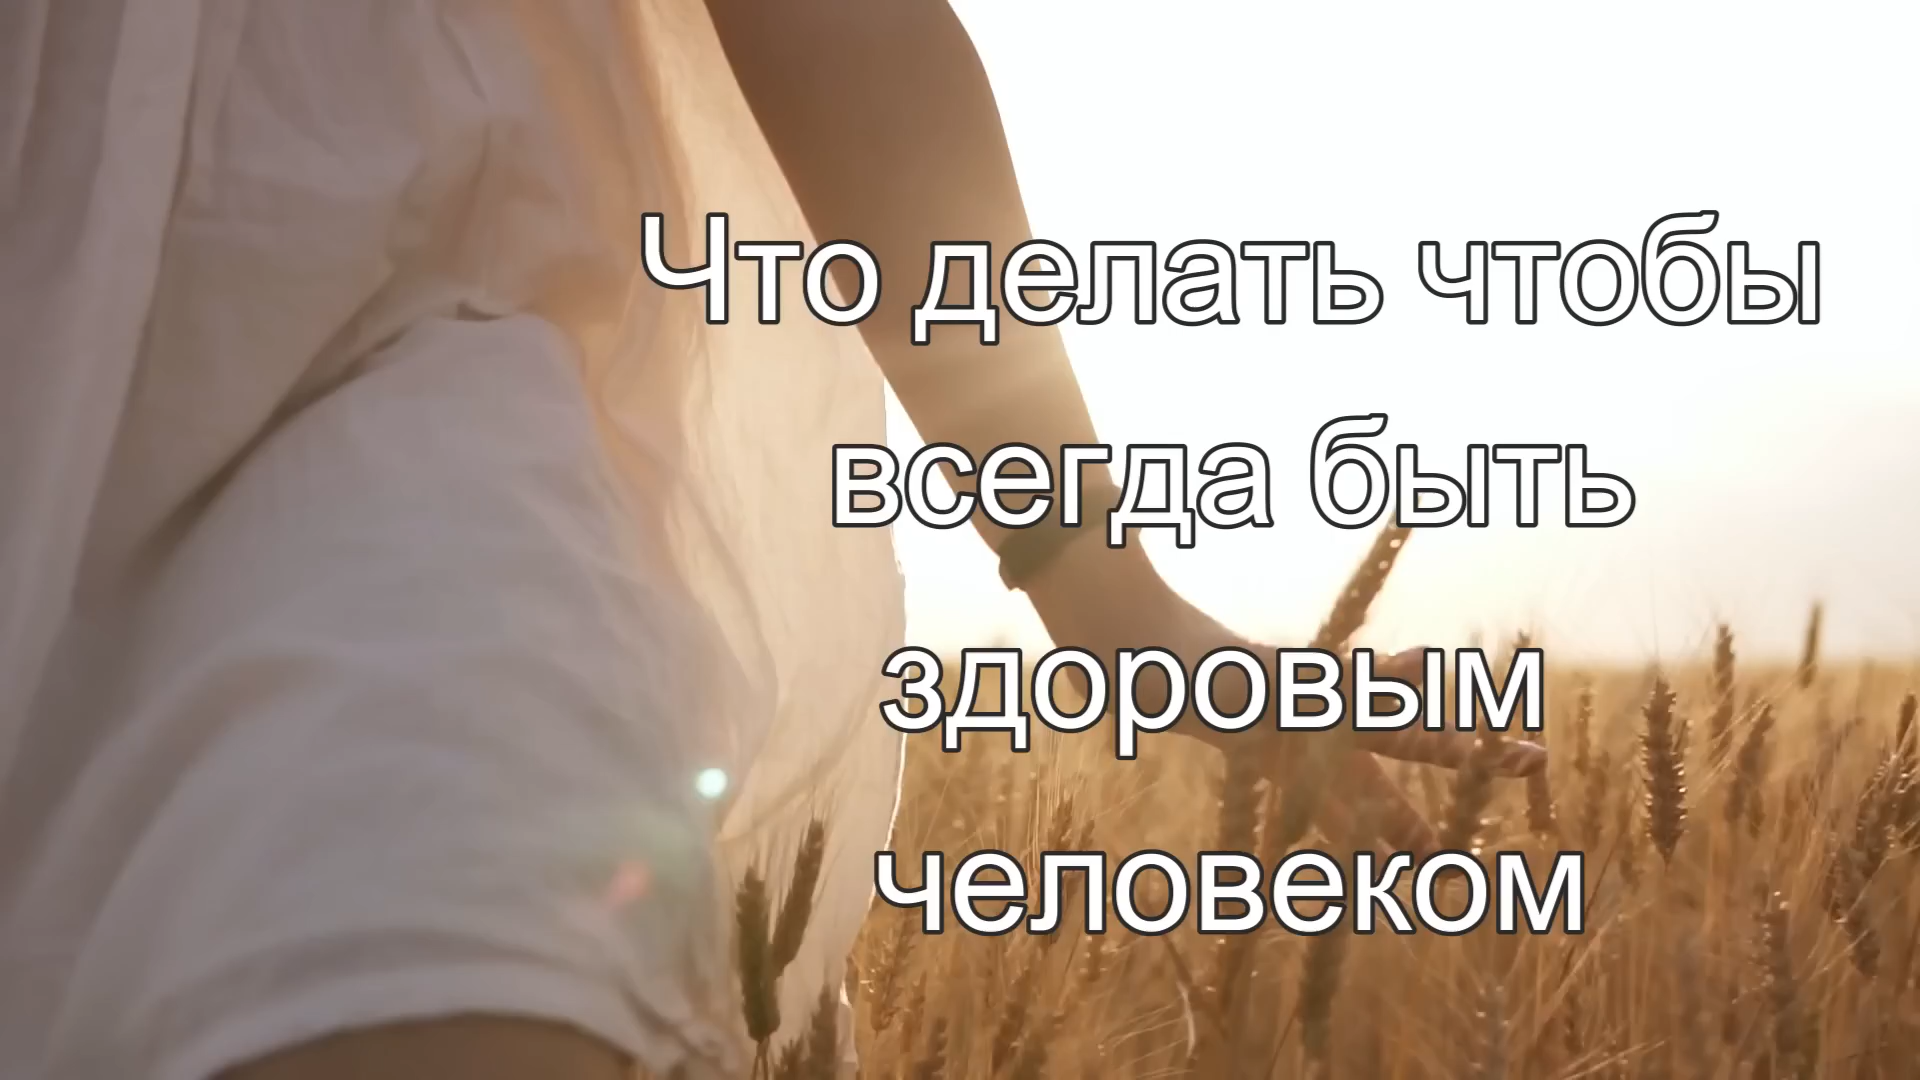 Что делать чтобы
всегда быть
здоровым
человеком